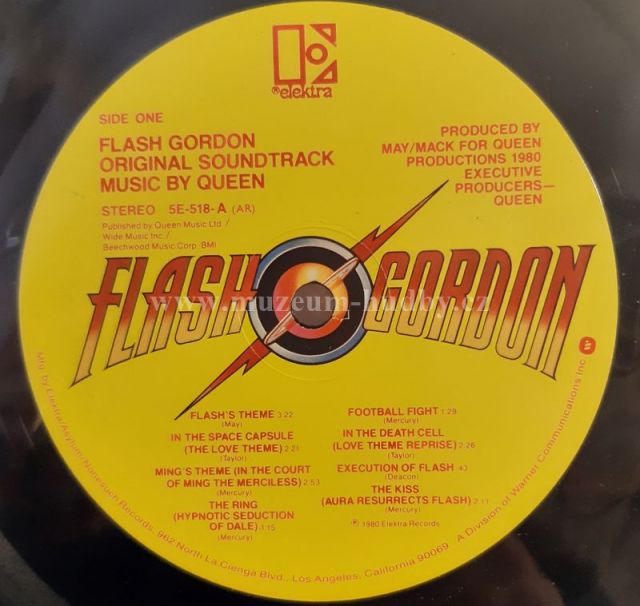 elektra
SIDE ONE
FLASH GORDON
ORIGINAL SOUNDTRACK
MUSIC BY QUEEN
STEREO 5E-518-A (AR)
Published by Queen Music Ltd /
Wide Music Inc. /
Beechwood Music Corp. BMI
PRODUCED BY
MAY/MACK FOR QUEEN
PRODUCTIONS 1980
EXECUTIVE
PRODUCERS—
QUEEN
FLASH GORDON
www.muzeum-hudby.cz
FLASH'S THEME 3:22
(May)
IN THE SPACE CAPSULE
(THE LOVE THEME) 2:21
(Taylor)
MING'S THEME (IN THE COURT
OF MING THE MERCILESS) 2:53
(Mercury)
THE RING
(HYPNOTIC SEDUCTION
OF DALE) 1:15
(Mercury)
FOOTBALL FIGHT 1:28
(Mercury)
IN THE DEATH CELL
(LOVE THEME REPRISE) 2:26
(Taylor)
EXECUTION OF FLASH :43
(Deacon)
THE KISS
(AURA RESURRECTS FLASH) 2:11
(Mercury)
℗ 1980 Elektra Records
Mfg. by Elektra/Asylum/Nonesuch Records, 962 North La Cienga Blvd., Los Angeles, California 90069 A Division of Warner Communications Inc.